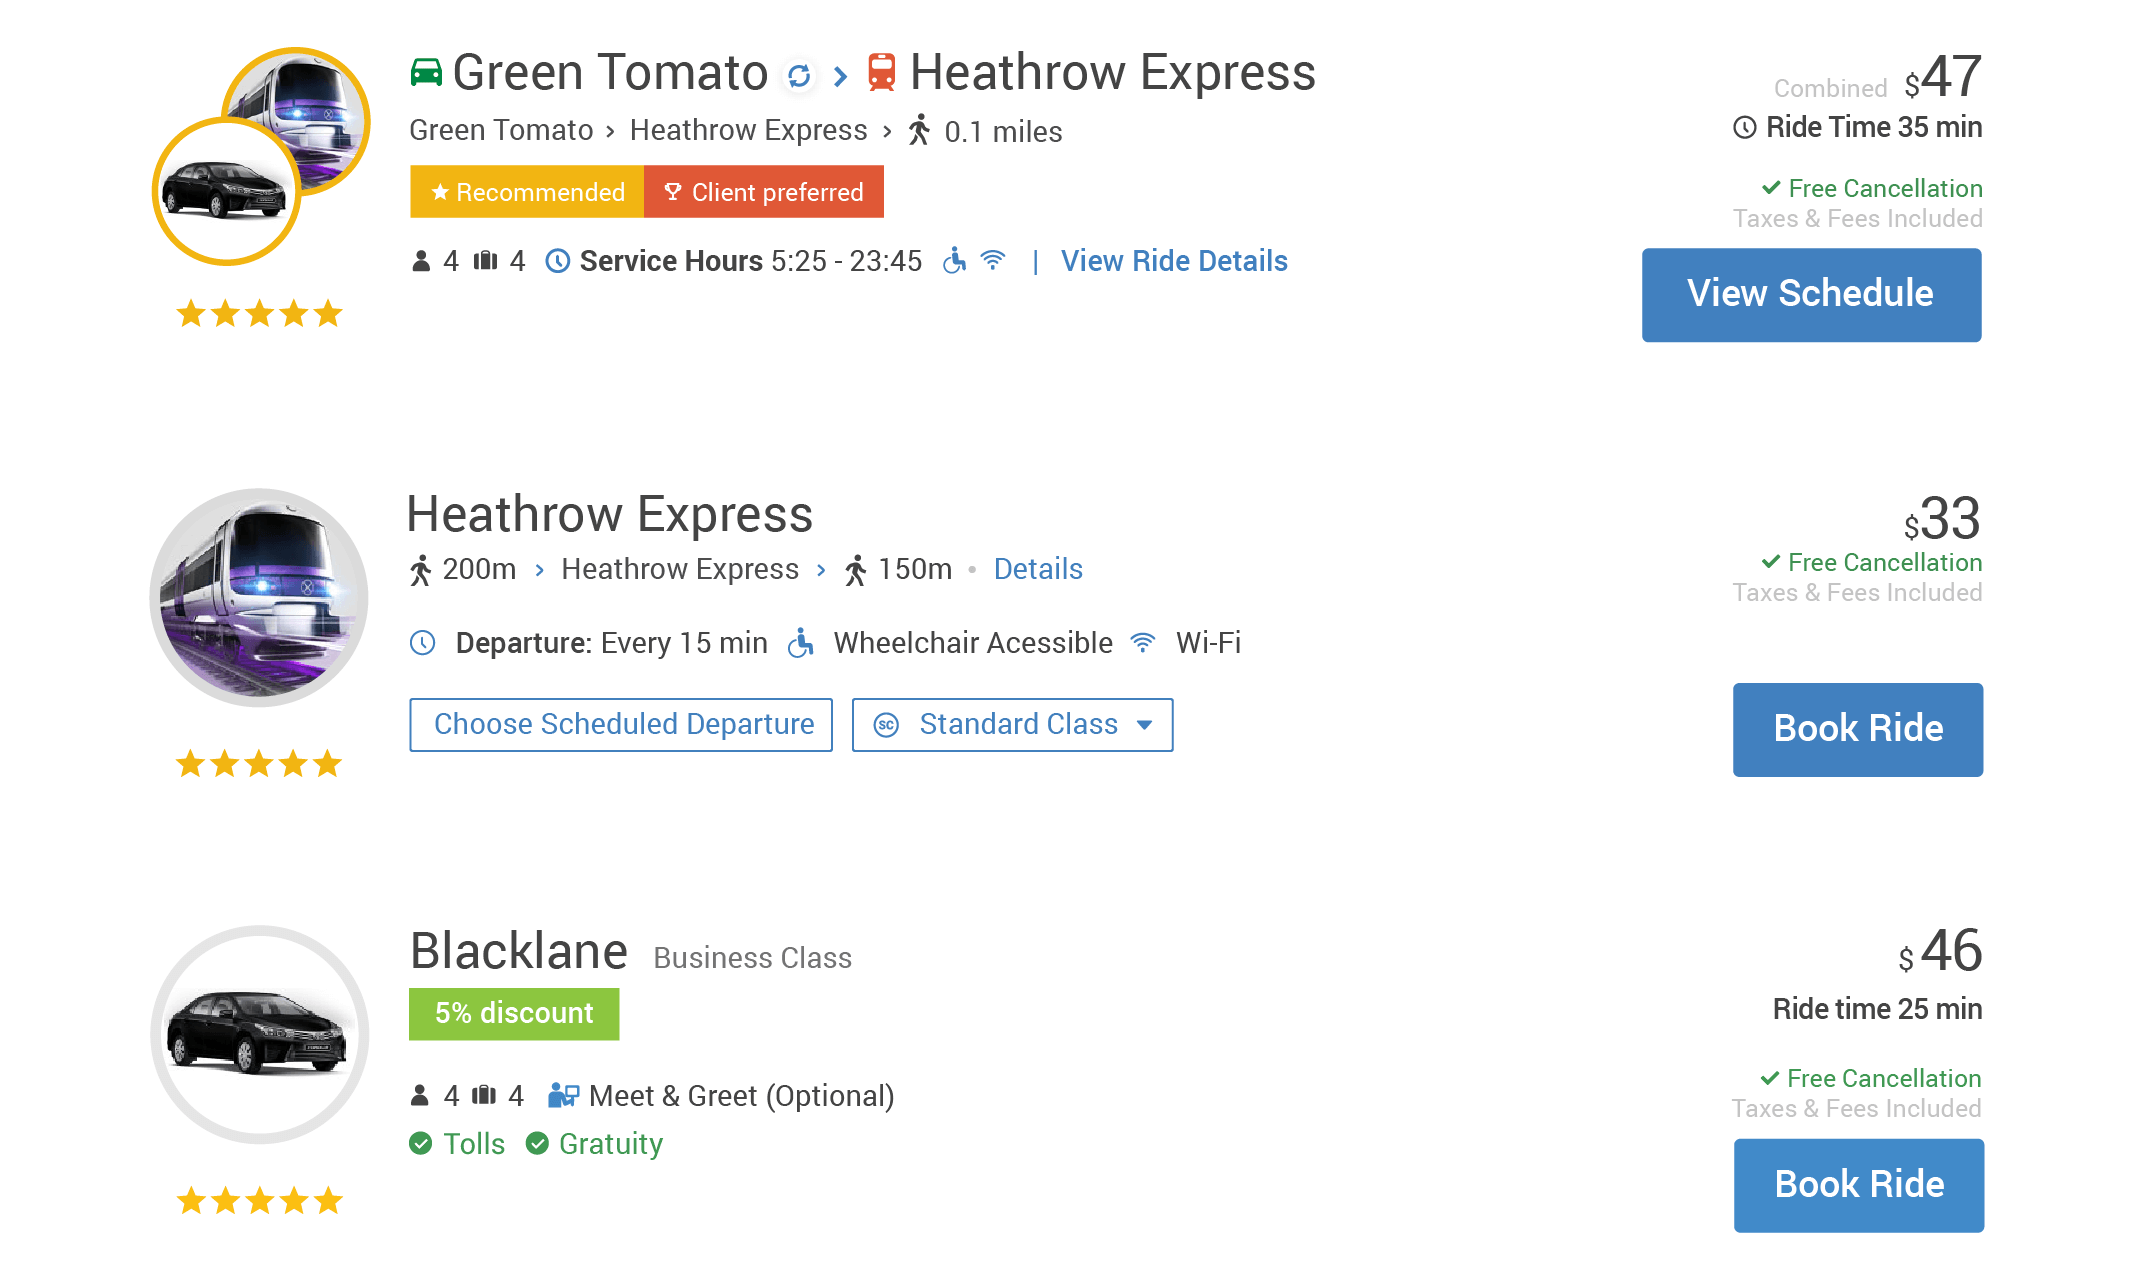 Green Tomato Heathrow Express
Combined $47
Green Tomato › Heathrow Express › 0.1 miles
Ride Time 35 min
Recommended Client preferred
Free Cancellation
Taxes & Fees Included
4 4 Service Hours 5:25 - 23:45 | View Ride Details
View Schedule
Heathrow Express
$33
200m › Heathrow Express › 150m • Details
Free Cancellation
Taxes & Fees Included
Departure: Every 15 min Wheelchair Acessible Wi-Fi
Choose Scheduled Departure SC Standard Class
Book Ride
Blacklane Business Class
$ 46
5% discount
Ride time 25 min
4 4 Meet & Greet (Optional)
Free Cancellation
Taxes & Fees Included
Tolls Gratuity
Book Ride